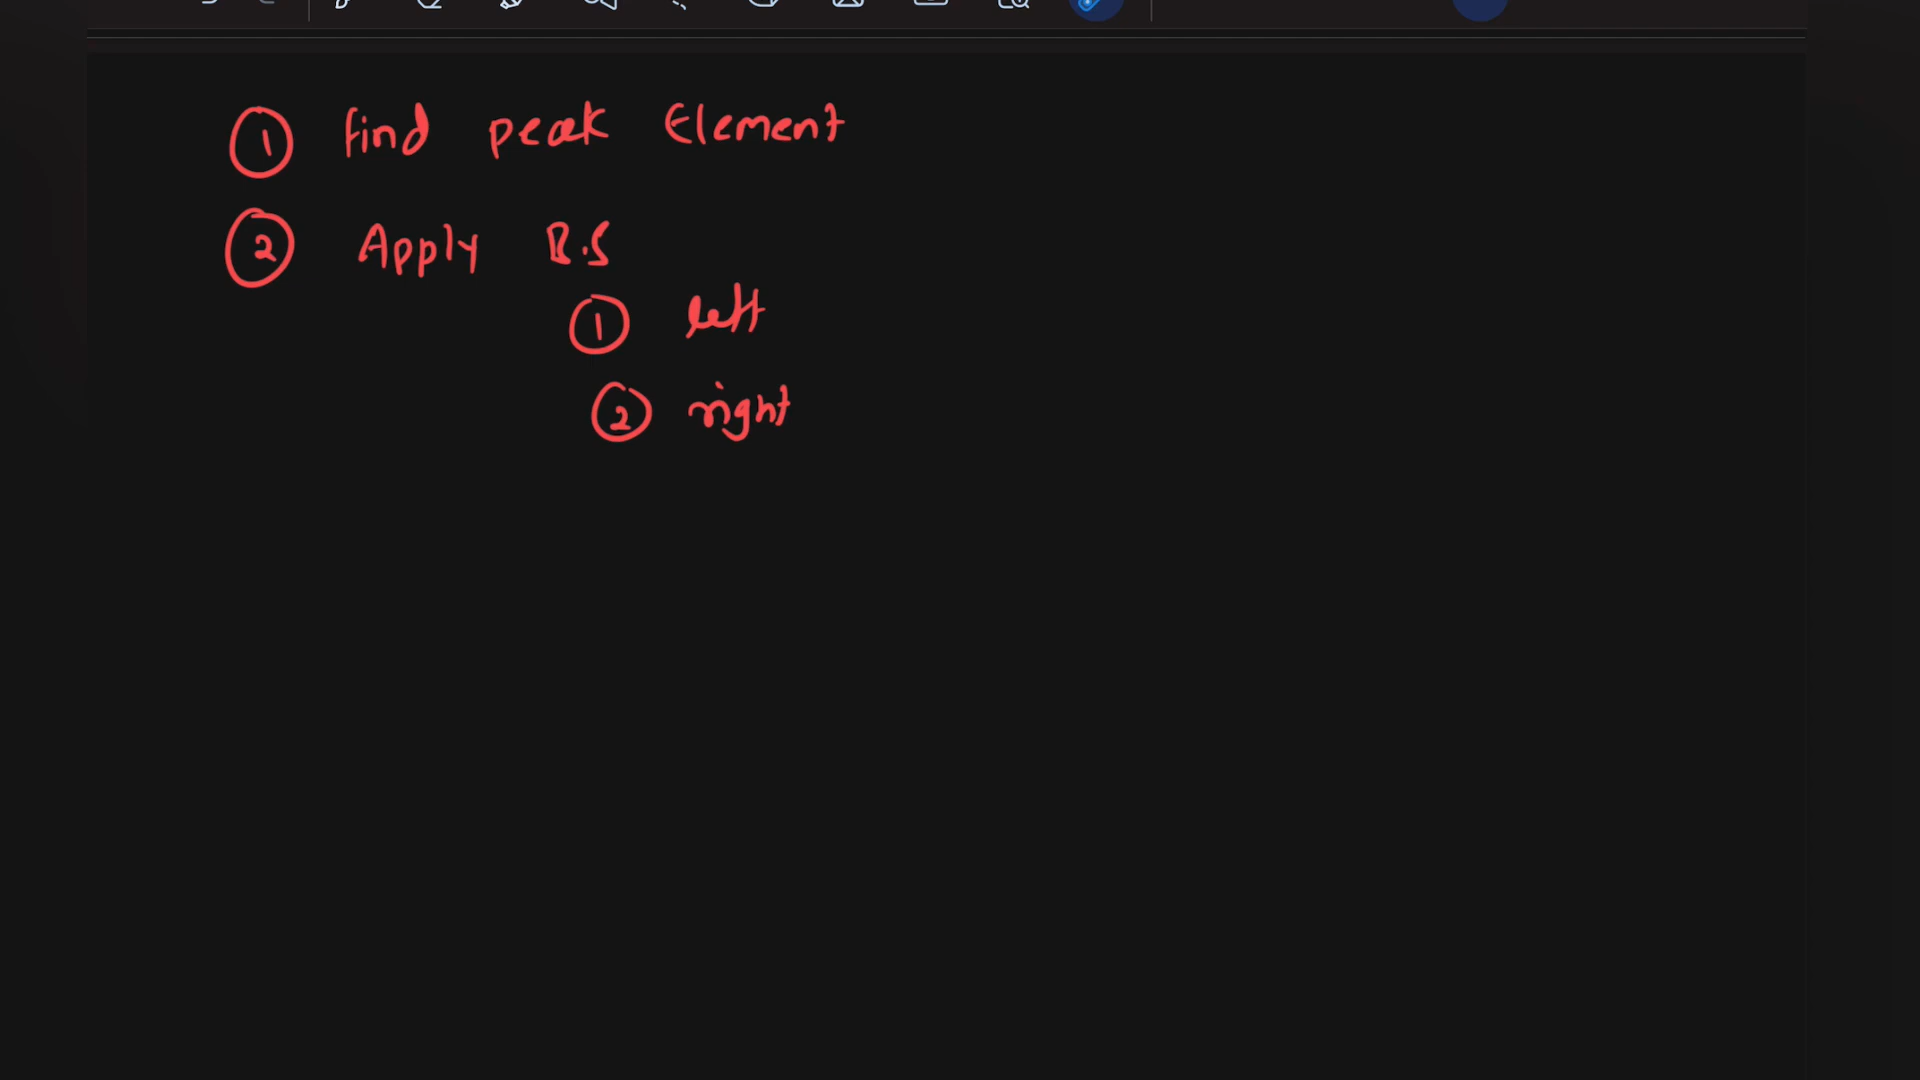 ① find peak Element
② Apply B.S
① left
② right